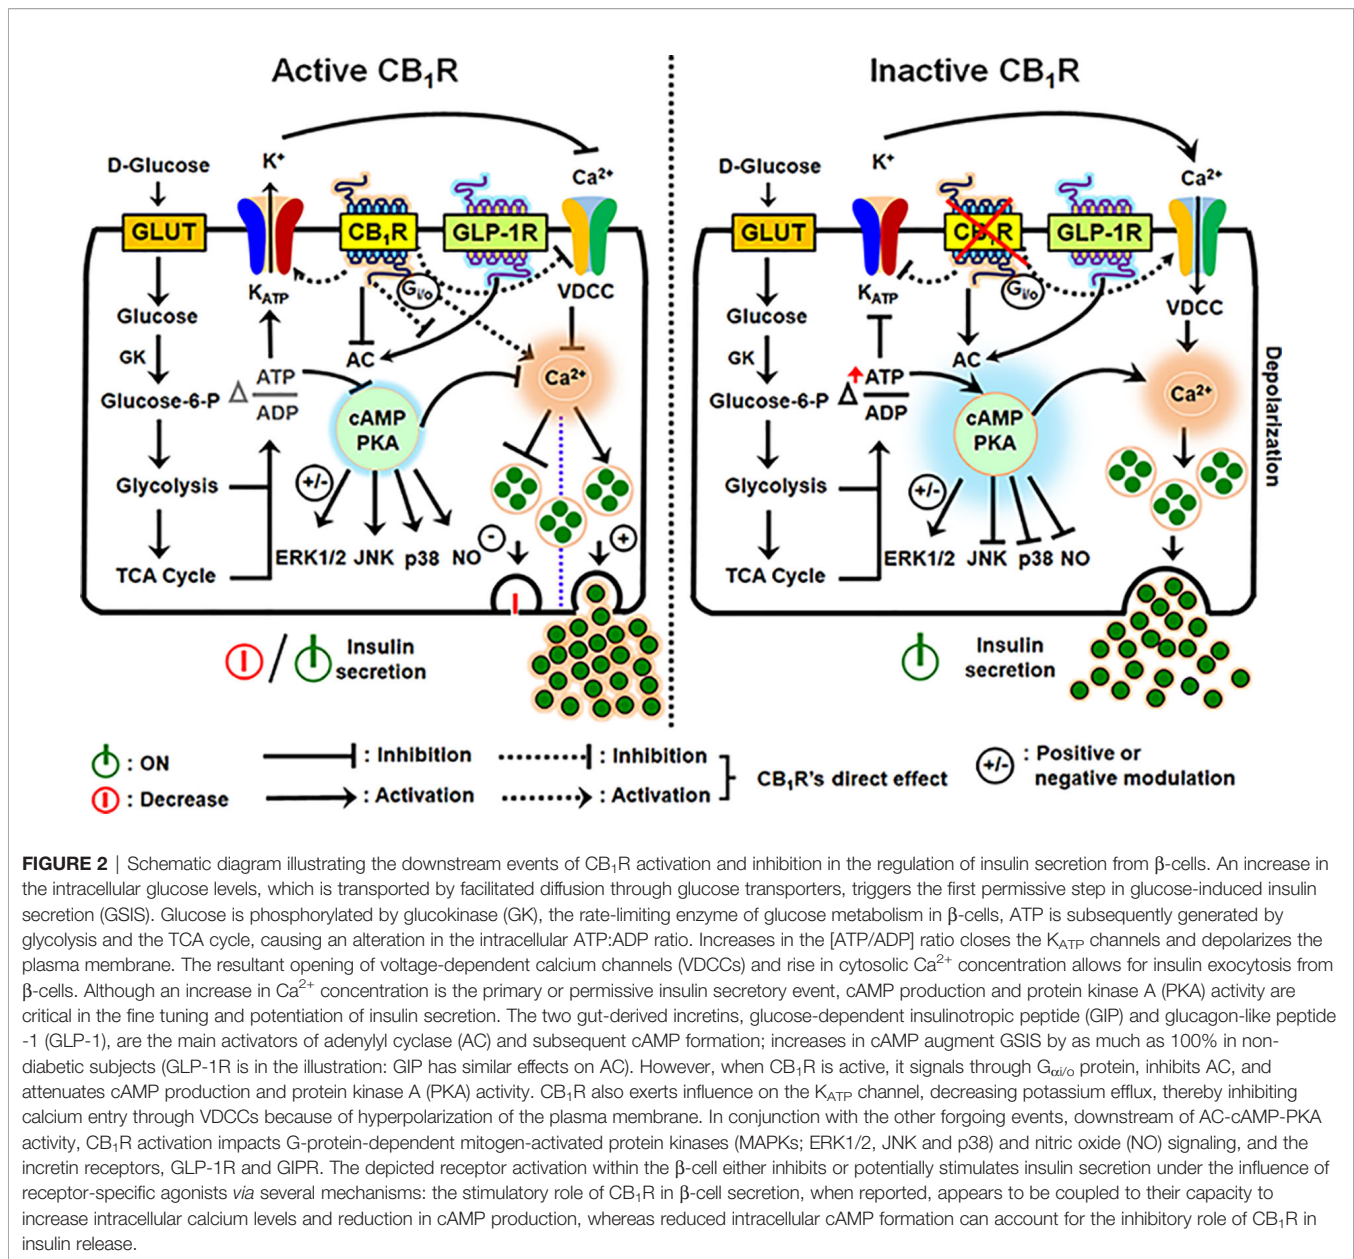 Active CB₁R
Inactive CB₁R
D-Glucose
K⁺
Ca²⁺
GLUT
CB₁R
GLP-1R
Gi/o
K_ATP
VDCC
Glucose
GK
AC
Glucose-6-P
Δ ATP
ADP
cAMP
PKA
Ca²⁺
Glycolysis
+/-
TCA Cycle
ERK1/2 JNK p38 NO
-
+
Insulin
secretion
D-Glucose
K⁺
Ca²⁺
GLUT
CB₁R
GLP-1R
Gi/o
K_ATP
VDCC
Glucose
GK
AC
Glucose-6-P
Δ ATP
ADP
cAMP
PKA
Ca²⁺
Depolarization
Glycolysis
+/-
TCA Cycle
ERK1/2 JNK p38 NO
Insulin
secretion
: ON
: Decrease
: Inhibition
: Activation
: Inhibition
: Activation
CB₁R's direct effect
+/- : Positive or
negative modulation
FIGURE 2 | Schematic diagram illustrating the downstream events of CB₁R activation and inhibition in the regulation of insulin secretion from β-cells. An increase in
the intracellular glucose levels, which is transported by facilitated diffusion through glucose transporters, triggers the first permissive step in glucose-induced insulin
secretion (GSIS). Glucose is phosphorylated by glucokinase (GK), the rate-limiting enzyme of glucose metabolism in β-cells, ATP is subsequently generated by
glycolysis and the TCA cycle, causing an alteration in the intracellular ATP:ADP ratio. Increases in the [ATP/ADP] ratio closes the K_ATP channels and depolarizes the
plasma membrane. The resultant opening of voltage-dependent calcium channels (VDCCs) and rise in cytosolic Ca²⁺ concentration allows for insulin exocytosis from
β-cells. Although an increase in Ca²⁺ concentration is the primary or permissive insulin secretory event, cAMP production and protein kinase A (PKA) activity are
critical in the fine tuning and potentiation of insulin secretion. The two gut-derived incretins, glucose-dependent insulinotropic peptide (GIP) and glucagon-like peptide
-1 (GLP-1), are the main activators of adenylyl cyclase (AC) and subsequent cAMP formation; increases in cAMP augment GSIS by as much as 100% in non-
diabetic subjects (GLP-1R is in the illustration: GIP has similar effects on AC). However, when CB₁R is active, it signals through Gαi/o protein, inhibits AC, and
attenuates cAMP production and protein kinase A (PKA) activity. CB₁R also exerts influence on the K_ATP channel, decreasing potassium efflux, thereby inhibiting
calcium entry through VDCCs because of hyperpolarization of the plasma membrane. In conjunction with the other forgoing events, downstream of AC-cAMP-PKA
activity, CB₁R activation impacts G-protein-dependent mitogen-activated protein kinases (MAPKs; ERK1/2, JNK and p38) and nitric oxide (NO) signaling, and the
incretin receptors, GLP-1R and GIPR. The depicted receptor activation within the β-cell either inhibits or potentially stimulates insulin secretion under the influence of
receptor-specific agonists via several mechanisms: the stimulatory role of CB₁R in β-cell secretion, when reported, appears to be coupled to their capacity to
increase intracellular calcium levels and reduction in cAMP production, whereas reduced intracellular cAMP formation can account for the inhibitory role of CB₁R in
insulin release.